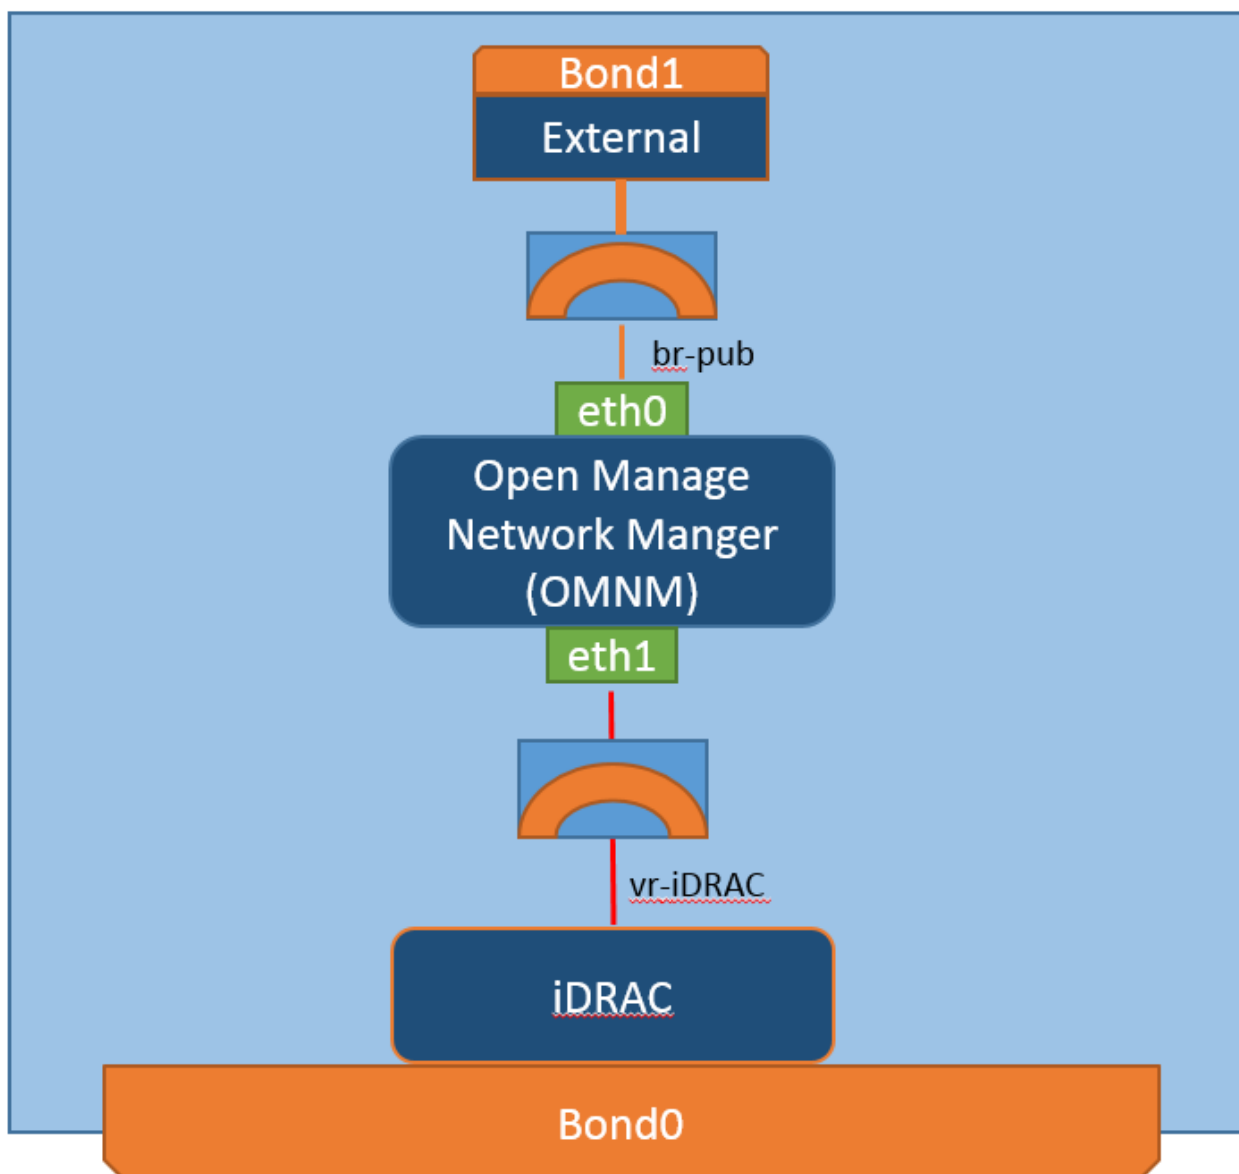 Bond1
External
br-pub
eth0
Open Manage
Network Manger
(OMNM)
eth1
vr-iDRAC
iDRAC
Bond0